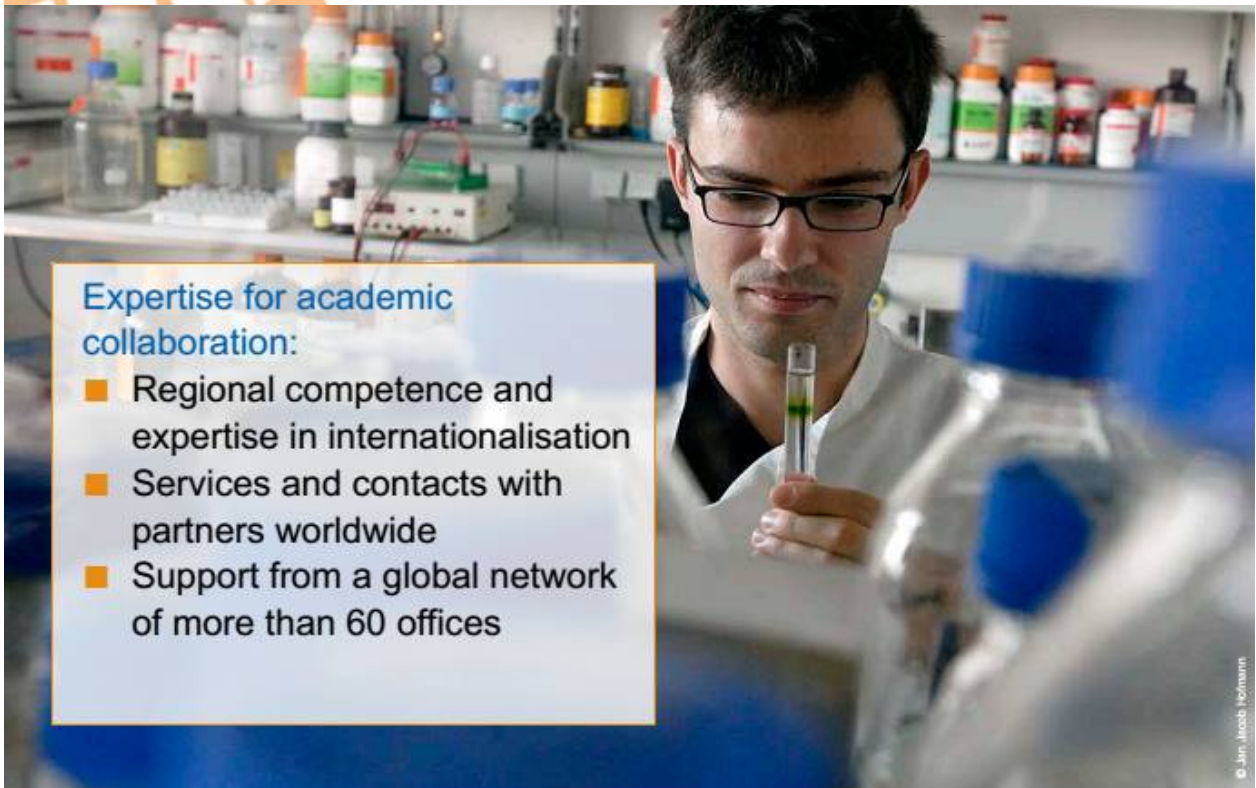 Expertise for academic
collaboration:
■ Regional competence and
expertise in internationalisation
■ Services and contacts with
partners worldwide
■ Support from a global network
of more than 60 offices
© Jan Jacob Hofmann